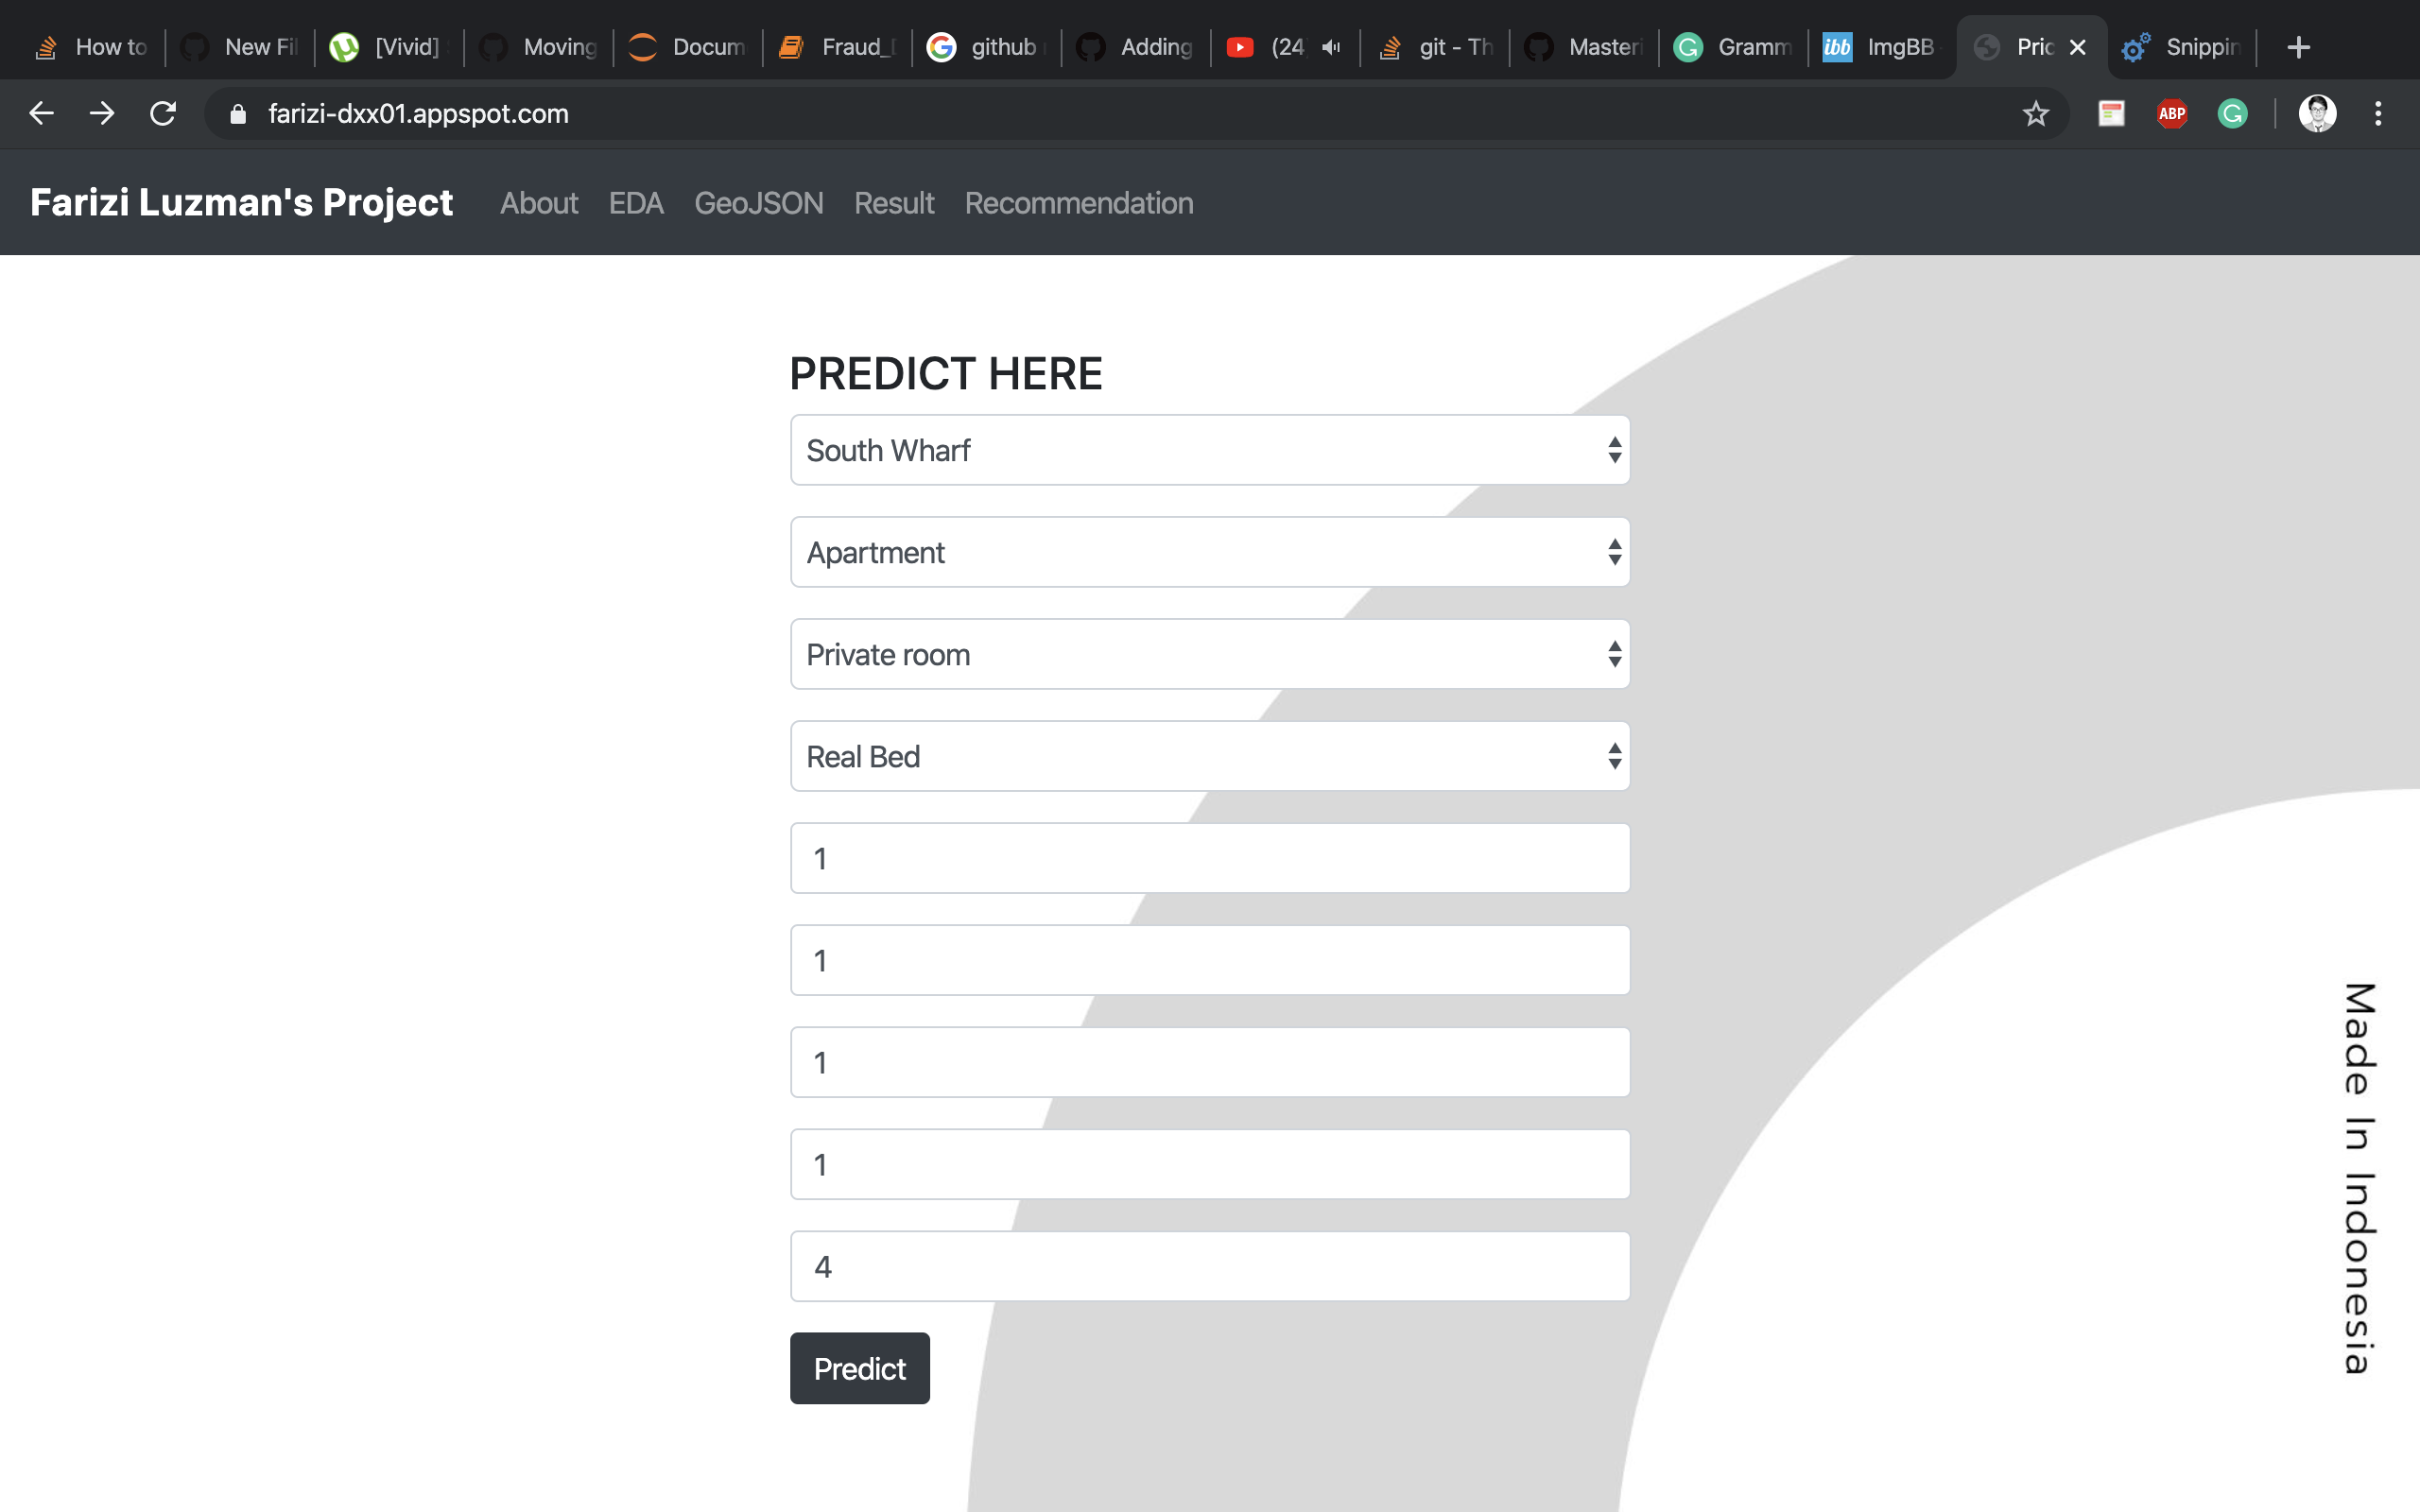 How to
New Fil
[Vivid]
Moving
Docum
Fraud_D
github
Adding
(24
git - Th
Masteri
Gramm
ibb ImgBB
Pric
Snippin
farizi-dxx01.appspot.com
ABP
Farizi Luzman's Project About EDA GeoJSON Result Recommendation
PREDICT HERE
South Wharf
Apartment
Private room
Real Bed
1
1
1
1
4
Predict
Made In Indonesia